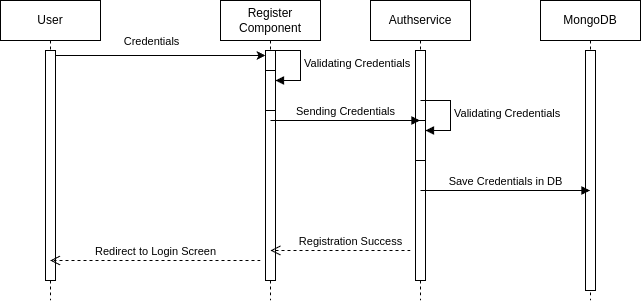 User
Register
Component
Authservice
MongoDB
Credentials
Validating Credentials
Sending Credentials
Validating Credentials
Save Credentials in DB
Registration Success
Redirect to Login Screen